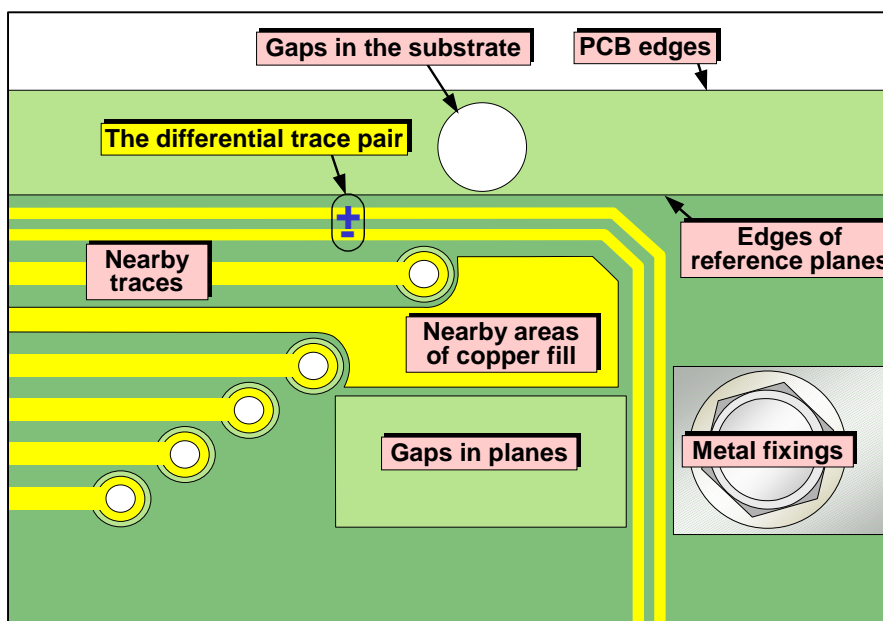 Gaps in the substrate
PCB edges
The differential trace pair
+
-
Edges of
reference planes
Nearby
traces
Nearby areas
of copper fill
Gaps in planes
Metal fixings